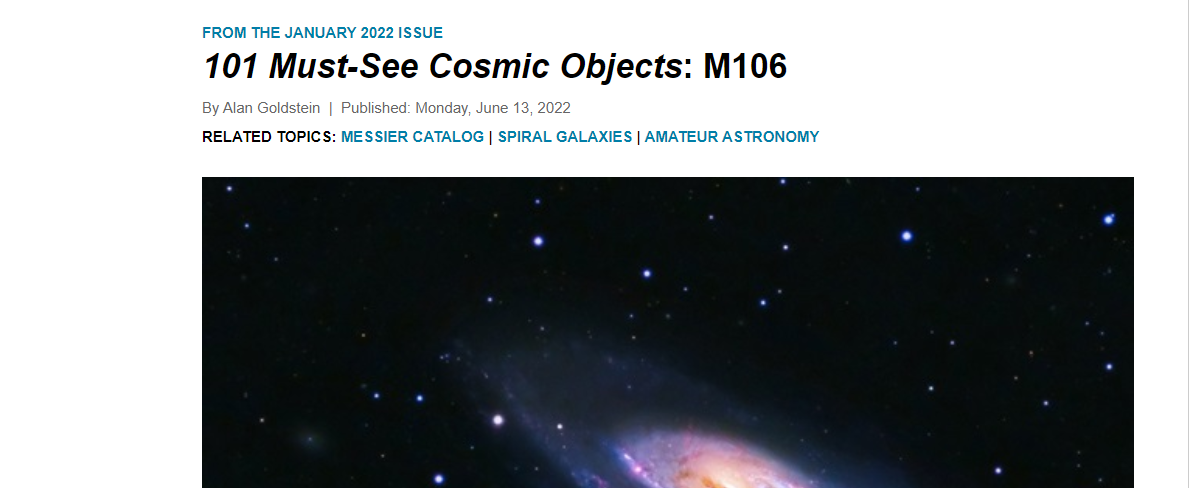 FROM THE JANUARY 2022 ISSUE
101 Must-See Cosmic Objects: M106
By Alan Goldstein | Published: Monday, June 13, 2022
RELATED TOPICS: MESSIER CATALOG | SPIRAL GALAXIES | AMATEUR ASTRONOMY